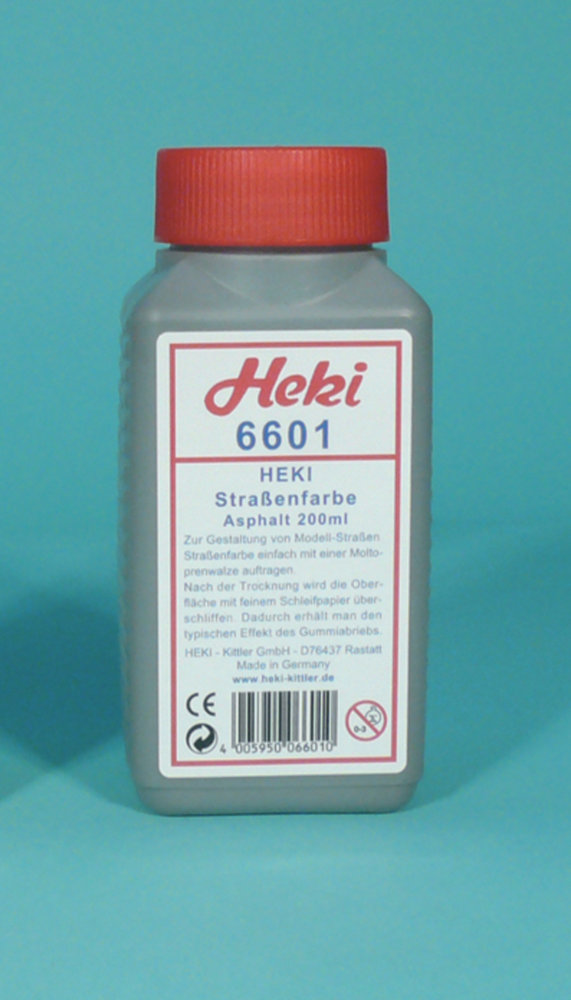 Heki
6601
HEKI
Straßenfarbe
Asphalt 200ml
Zur Gestaltung von Modell-Straßen
Straßenfarbe einfach mit einer Molto-
prenwalze auftragen.
Nach der Trocknung wird die Ober-
fläche mit feinem Schleifpapier über-
schliffen. Dadurch erhält man den
typischen Effekt des Gummiabriebs.
HEKI - Kittler GmbH - D76437 Rastatt
Made in Germany
www.heki-kittler.de
CE
0-3
4 005950 066010